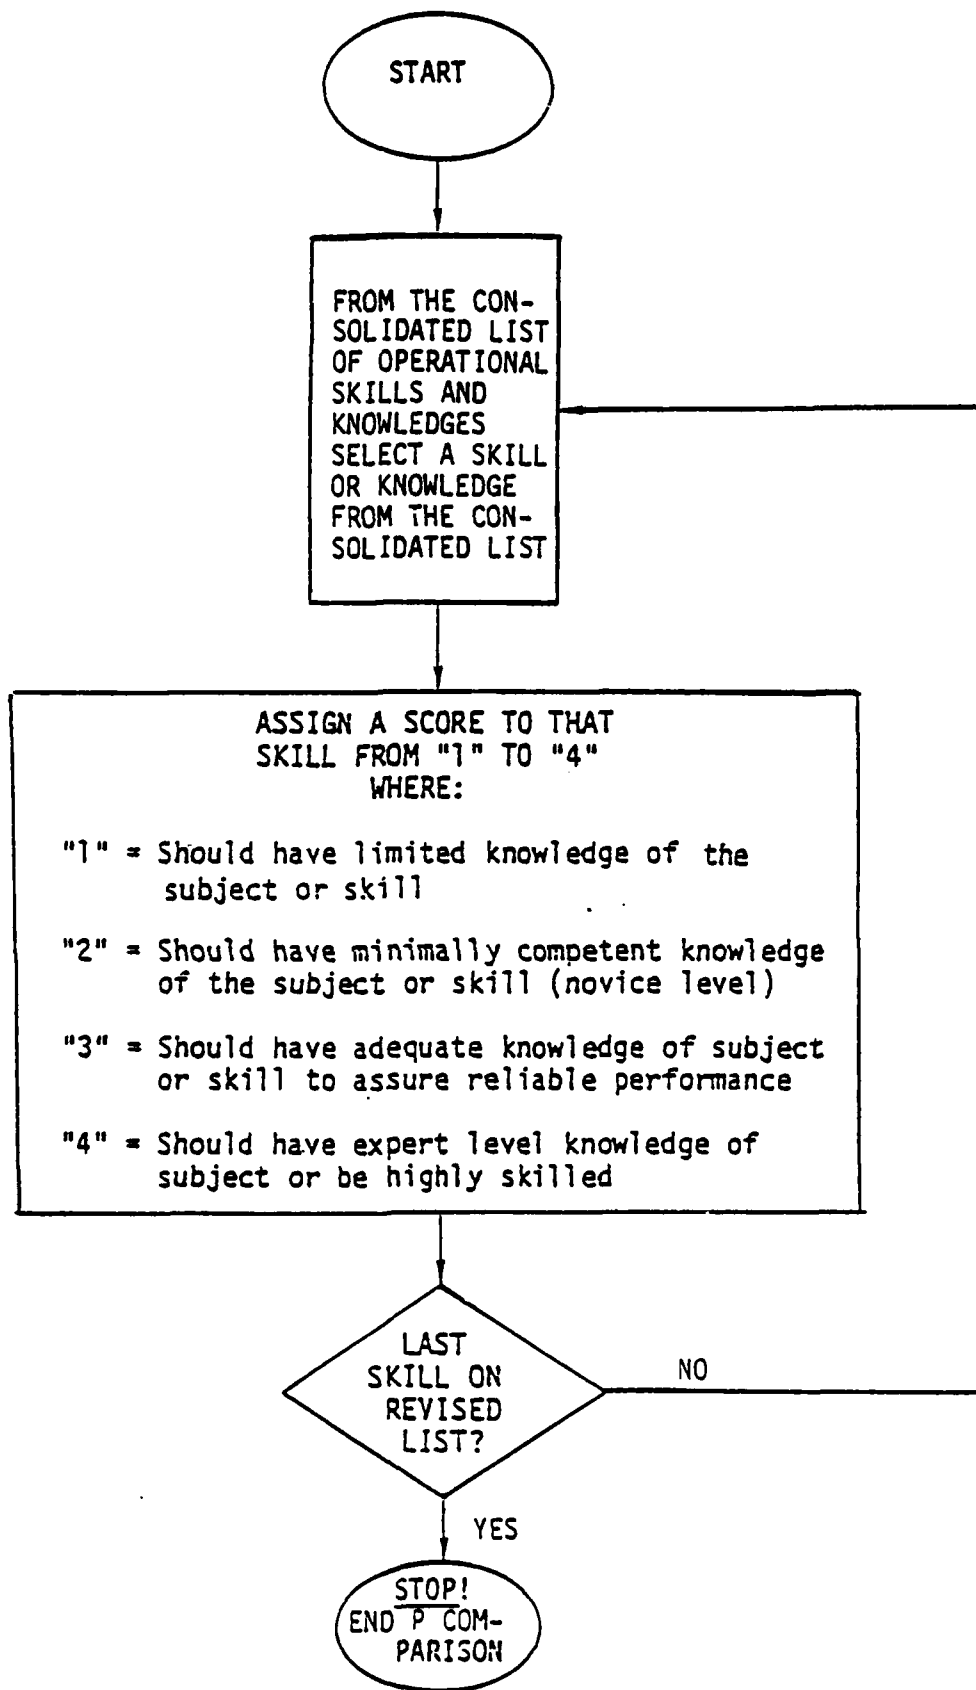 START
FROM THE CON-
SOLIDATED LIST
OF OPERATIONAL
SKILLS AND
KNOWLEDGES
SELECT A SKILL
OR KNOWLEDGE
FROM THE CON-
SOLIDATED LIST
ASSIGN A SCORE TO THAT
SKILL FROM "1" TO "4"
WHERE:
"1" = Should have limited knowledge of the
subject or skill
"2" = Should have minimally competent knowledge
of the subject or skill (novice level)
"3" = Should have adequate knowledge of subject
or skill to assure reliable performance
"4" = Should have expert level knowledge of
subject or be highly skilled
LAST
SKILL ON
REVISED
LIST?
NO
YES
STOP!
END P COM-
PARISON